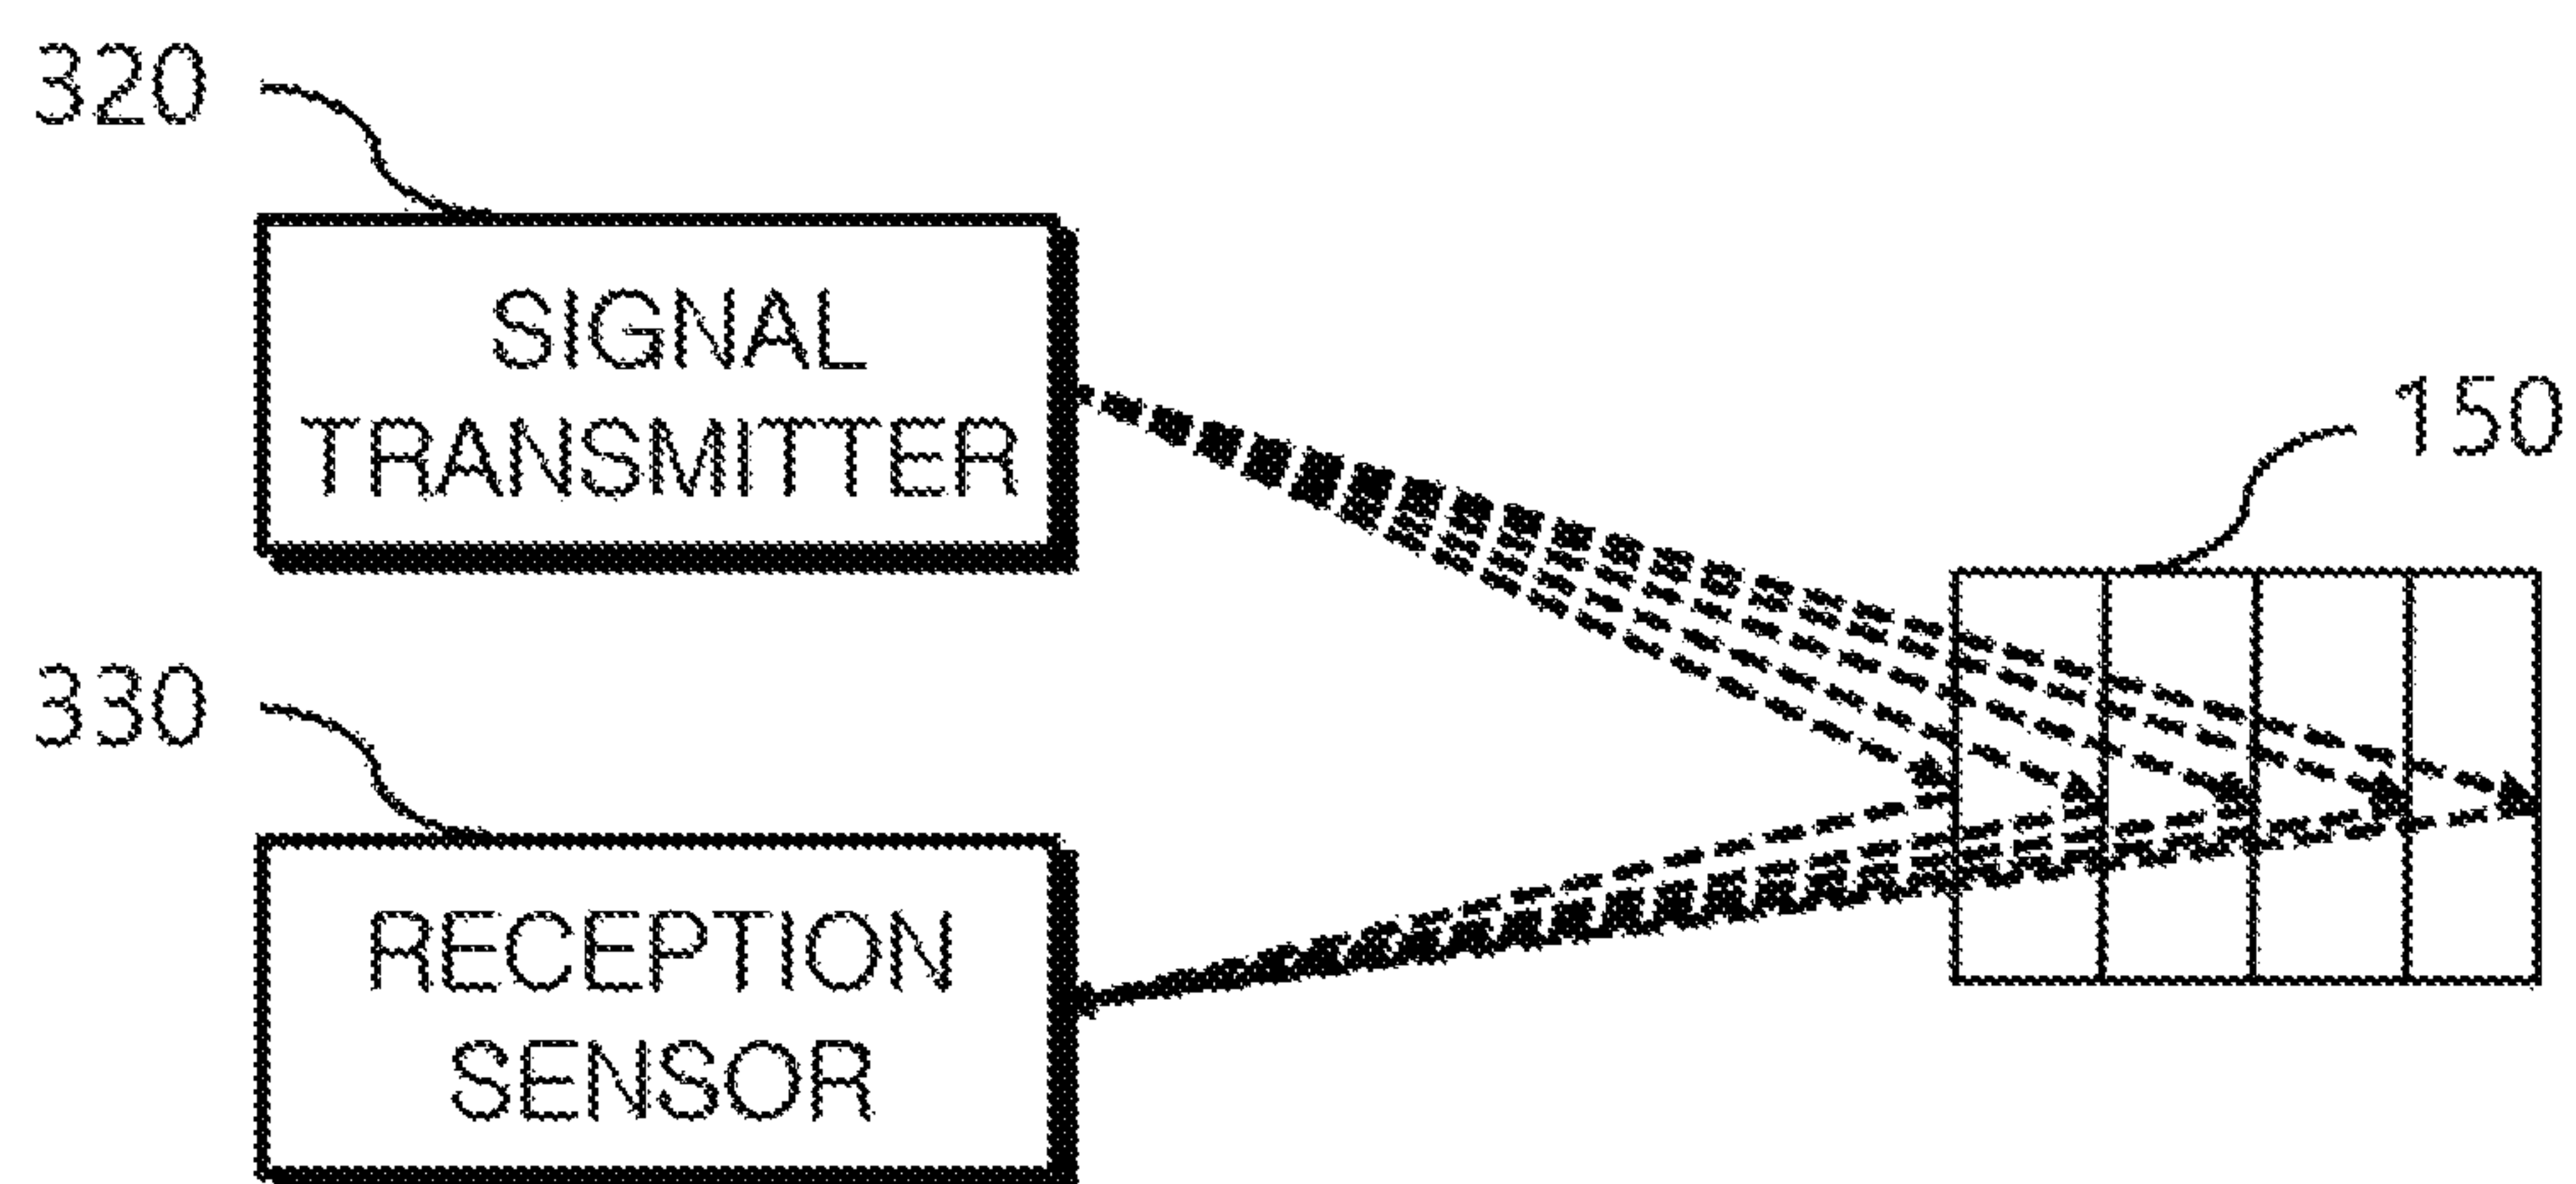 320
SIGNAL
TRANSMITTER
150
330
RECEPTION
SENSOR